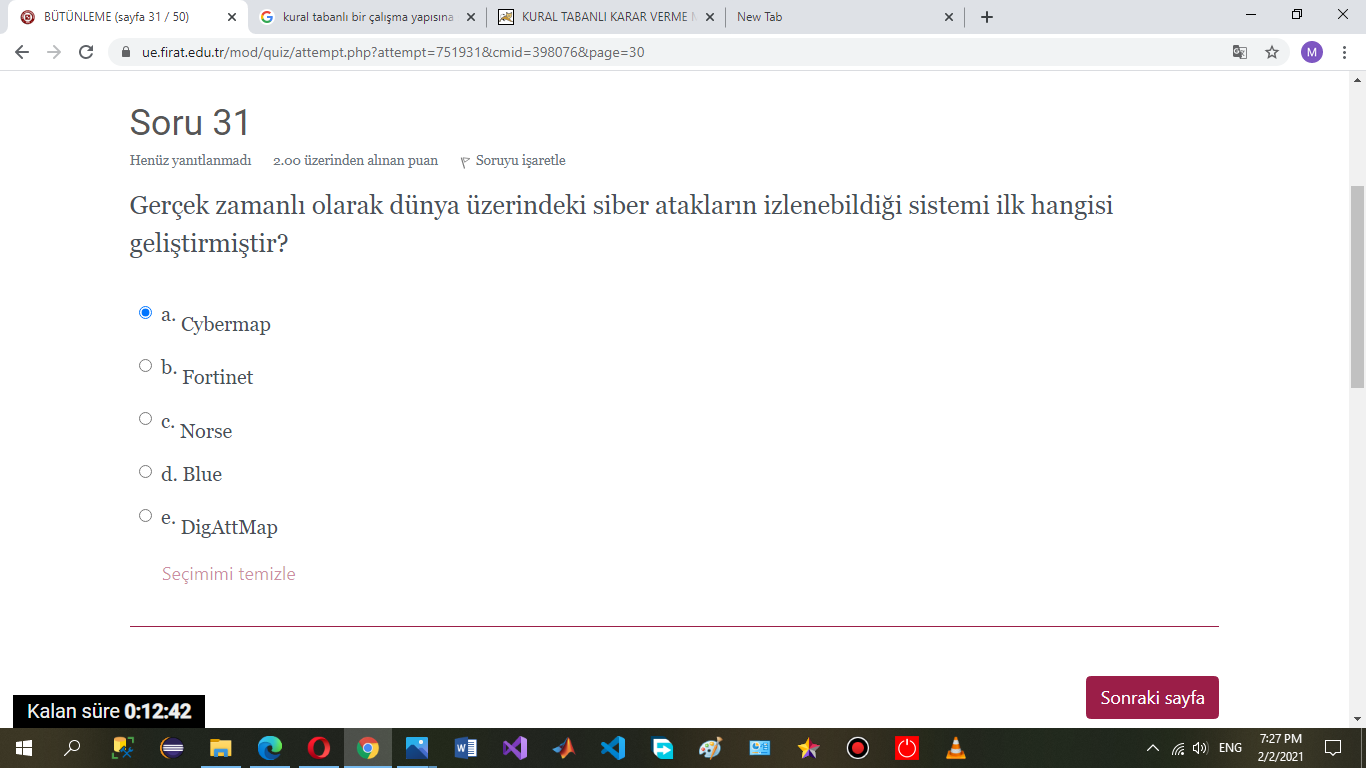 BÜTÜNLEME (sayfa 31 / 50)
kural tabanlı bir çalışma yapısına
KURAL TABANLI KARAR VERME
New Tab
ue.firat.edu.tr/mod/quiz/attempt.php?attempt=751931&cmid=398076&page=30
M
Soru 31
Henüz yanıtlanmadı
2.00 üzerinden alınan puan
Soruyu işaretle
Gerçek zamanlı olarak dünya üzerindeki siber atakların izlenebildiği sistemi ilk hangisi
geliştirmiştir?
a. Cybermap
b. Fortinet
c. Norse
d. Blue
e. DigAttMap
Seçimimi temizle
Sonraki sayfa
Kalan süre 0:12:42
ENG
7:27 PM
2/2/2021